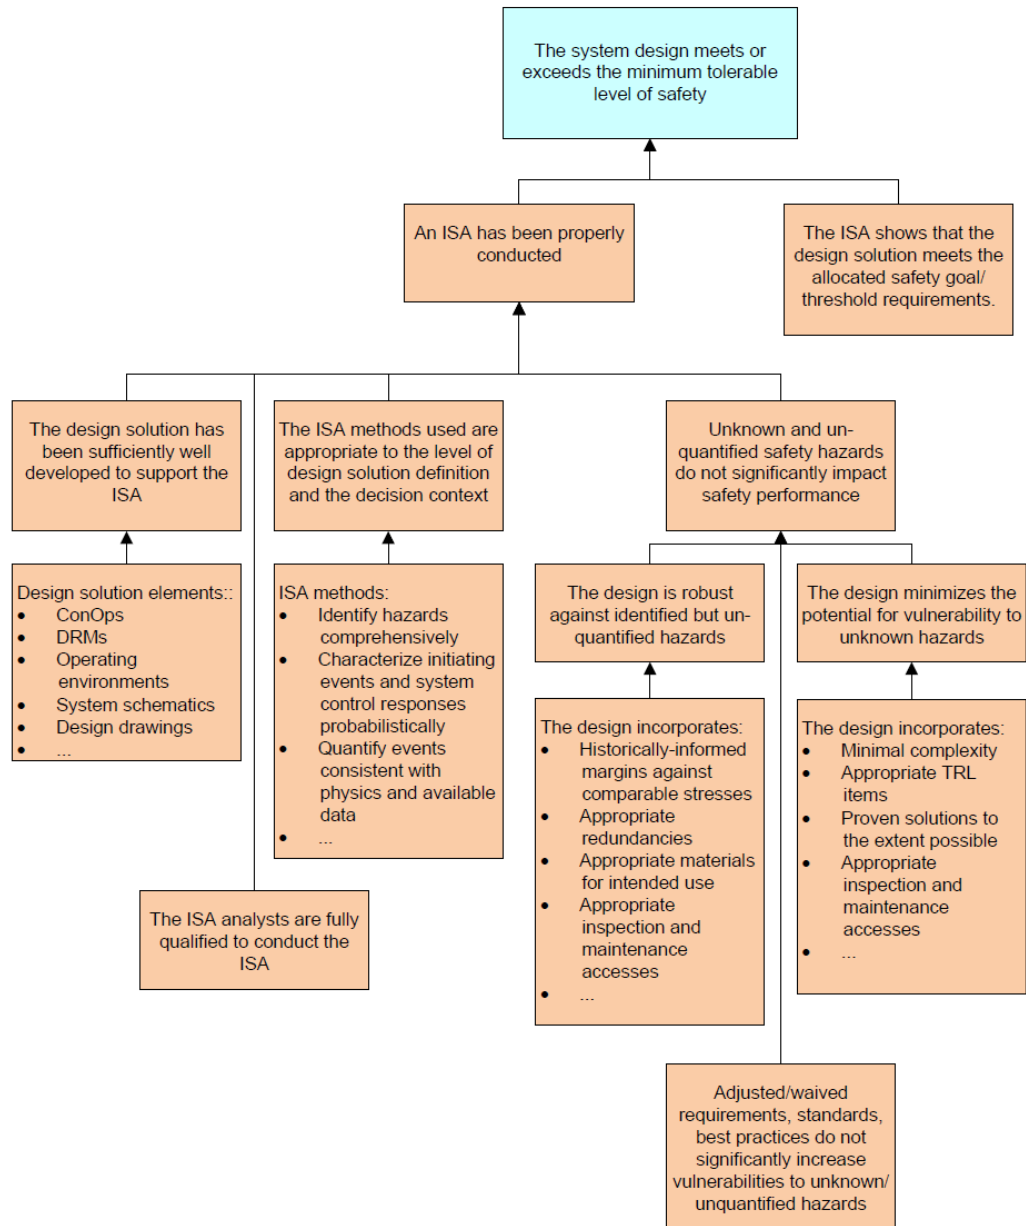 The system design meets or
exceeds the minimum tolerable
level of safety
An ISA has been properly
conducted
The ISA shows that the
design solution meets the
allocated safety goal/
threshold requirements.
The design solution has
been sufficiently well
developed to support the
ISA
The ISA methods used are
appropriate to the level of
design solution definition
and the decision context
Unknown and un-
quantified safety hazards
do not significantly impact
safety performance
Design solution elements::
• ConOps
• DRMs
• Operating
environments
• System schematics
• Design drawings
• ...
ISA methods:
• Identify hazards
comprehensively
• Characterize initiating
events and system
control responses
probabilistically
• Quantify events
consistent with
physics and available
data
• ...
The design is robust
against identified but un-
quantified hazards
The design minimizes the
potential for vulnerability to
unknown hazards
The design incorporates:
• Historically-informed
margins against
comparable stresses
• Appropriate
redundancies
• Appropriate materials
for intended use
• Appropriate
inspection and
maintenance
accesses
• ...
The design incorporates:
• Minimal complexity
• Appropriate TRL
items
• Proven solutions to
the extent possible
• Appropriate
inspection and
maintenance
accesses
• ...
The ISA analysts are fully
qualified to conduct the
ISA
Adjusted/waived
requirements, standards,
best practices do not
significantly increase
vulnerabilities to unknown/
unquantified hazards